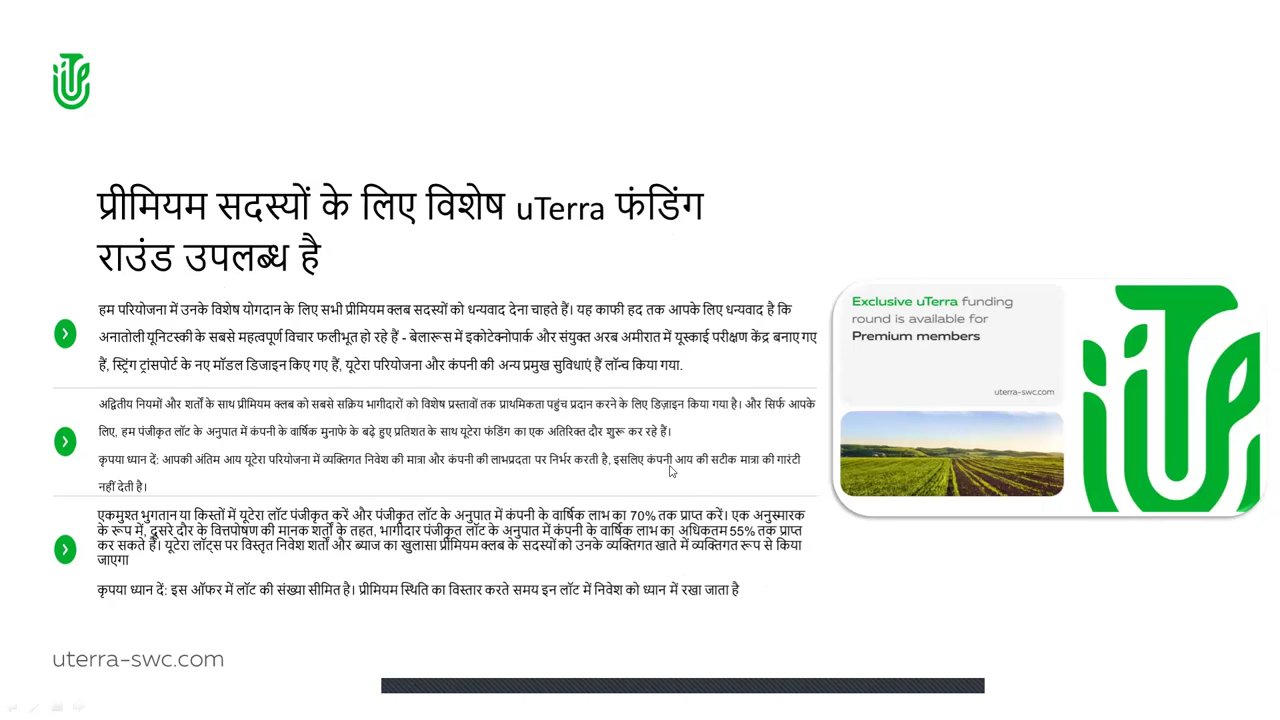 प्रीमियम सदस्यों के लिए विशेष uTerra फंडिंग
राउंड उपलब्ध है
हम परियोजना में उनके विशेष योगदान के लिए सभी प्रीमियम क्लब सदस्यों को धन्यवाद देना चाहते हैं। यह काफी हद तक आपके लिए धन्यवाद है कि
अनातोली यूनिटस्की के सबसे महत्वपूर्ण विचार फलीभूत हो रहे हैं - बेलारूस में इकोटेक्नोपार्क और संयुक्त अरब अमीरात में यूस्काई परीक्षण केंद्र बनाए गए
हैं, स्ट्रिंग ट्रांसपोर्ट के नए मॉडल डिजाइन किए गए हैं, यूटेरा परियोजना और कंपनी की अन्य प्रमुख सुविधाएं हैं लॉन्च किया गया.
अद्वितीय नियमों और शर्तों के साथ प्रीमियम क्लब को सबसे सक्रिय भागीदारों को विशेष प्रस्तावों तक प्राथमिकता पहुंच प्रदान करने के लिए डिज़ाइन किया गया है। और सिर्फ आपके
लिए, हम पंजीकृत लॉट के अनुपात में कंपनी के वार्षिक मुनाफे के बढ़े हुए प्रतिशत के साथ यूटेरा फंडिंग का एक अतिरिक्त दौर शुरू कर रहे हैं।
कृपया ध्यान दें: आपकी अंतिम आय यूटेरा परियोजना में व्यक्तिगत निवेश की मात्रा और कंपनी की लाभप्रदता पर निर्भर करती है, इसलिए कंपनी आय की सटीक मात्रा की गारंटी
नहीं देती है।
एकमुश्त भुगतान या किस्तों में यूटेरा लॉट पंजीकृत करें और पंजीकृत लॉट के अनुपात में कंपनी के वार्षिक लाभ का 70% तक प्राप्त करें। एक अनुस्मारक
के रूप में, दूसरे दौर के वित्तपोषण की मानक शर्तों के तहत, भागीदार पंजीकृत लॉट के अनुपात में कंपनी के वार्षिक लाभ का अधिकतम 55% तक प्राप्त
कर सकते हैं। यूटेरा लॉट्स पर विस्तृत निवेश शर्तों और ब्याज का खुलासा प्रीमियम क्लब के सदस्यों को उनके व्यक्तिगत खाते में व्यक्तिगत रूप से किया
जाएगा
कृपया ध्यान दें: इस ऑफर में लॉट की संख्या सीमित है। प्रीमियम स्थिति का विस्तार करते समय इन लॉट में निवेश को ध्यान में रखा जाता है
Exclusive uTerra funding
round is available for
Premium members
uterra-swc.com
uterra-swc.com